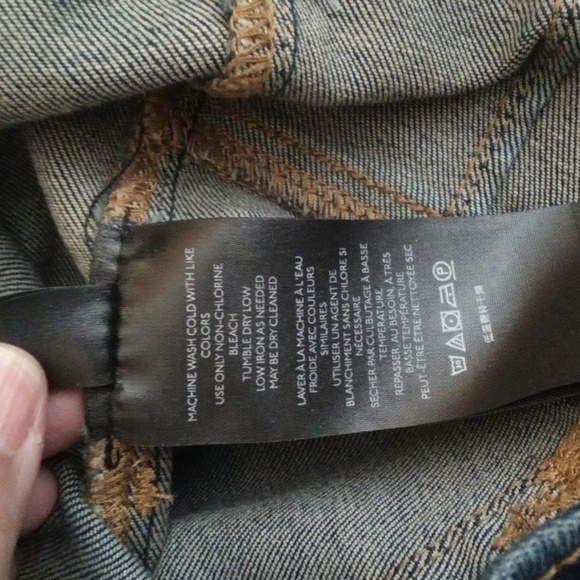 MACHINE WASH COLD WITH LIKE
COLORS
USE ONLY NON-CHLORINE
BLEACH
TUMBLE DRY LOW
LOW IRON AS NEEDED
MAY BE DRY CLEANED
LAVER À LA MACHINE À L'EAU
FROIDE AVEC COULEURS
SIMILAIRES
UTILISER UN AGENT DE
BLANCHIMENT SANS CHLORE SI
NÉCESSAIRE
SÉCHER PAR CULBUTAGE À BASSE
TEMPÉRATURE
REPASSER AU BESOIN, À TRÈS
BASSE TEMPÉRATURE
PEUT-ÊTRE ÊTRE NETTOYÉE SEC
30 P